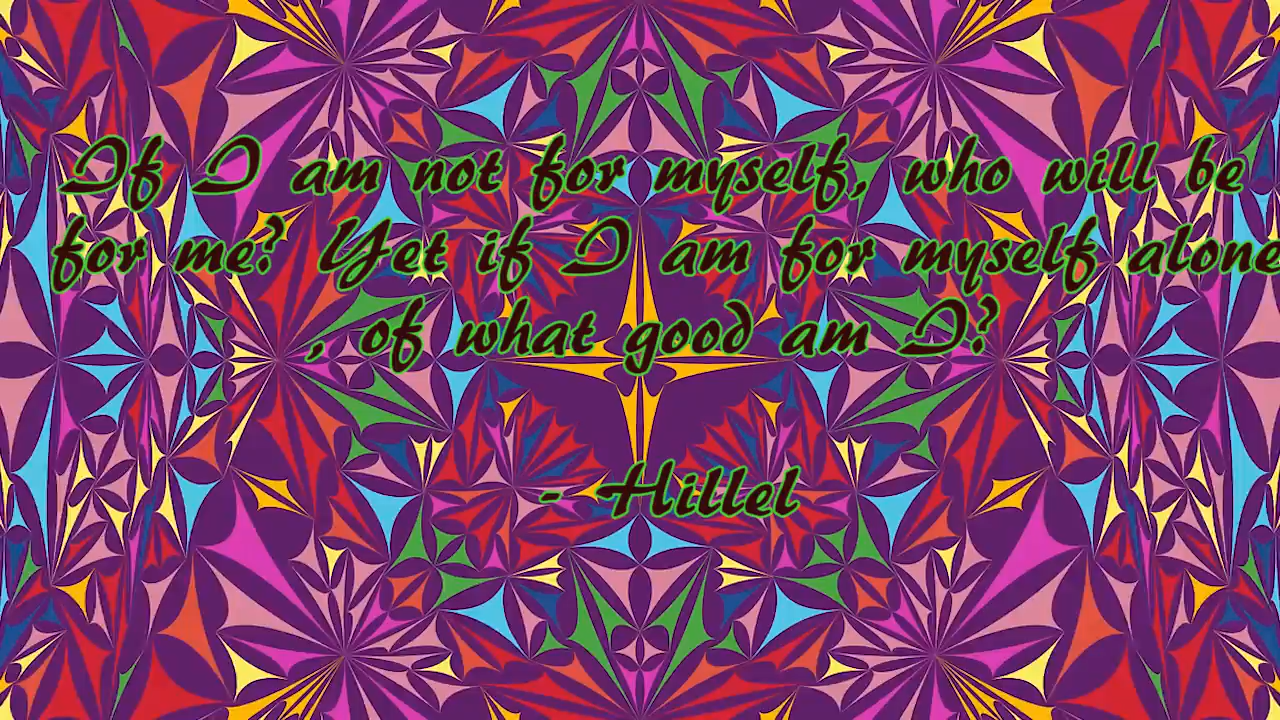 If I am not for myself, who will be
for me? Yet if I am for myself alone
, of what good am I?
- Hillel